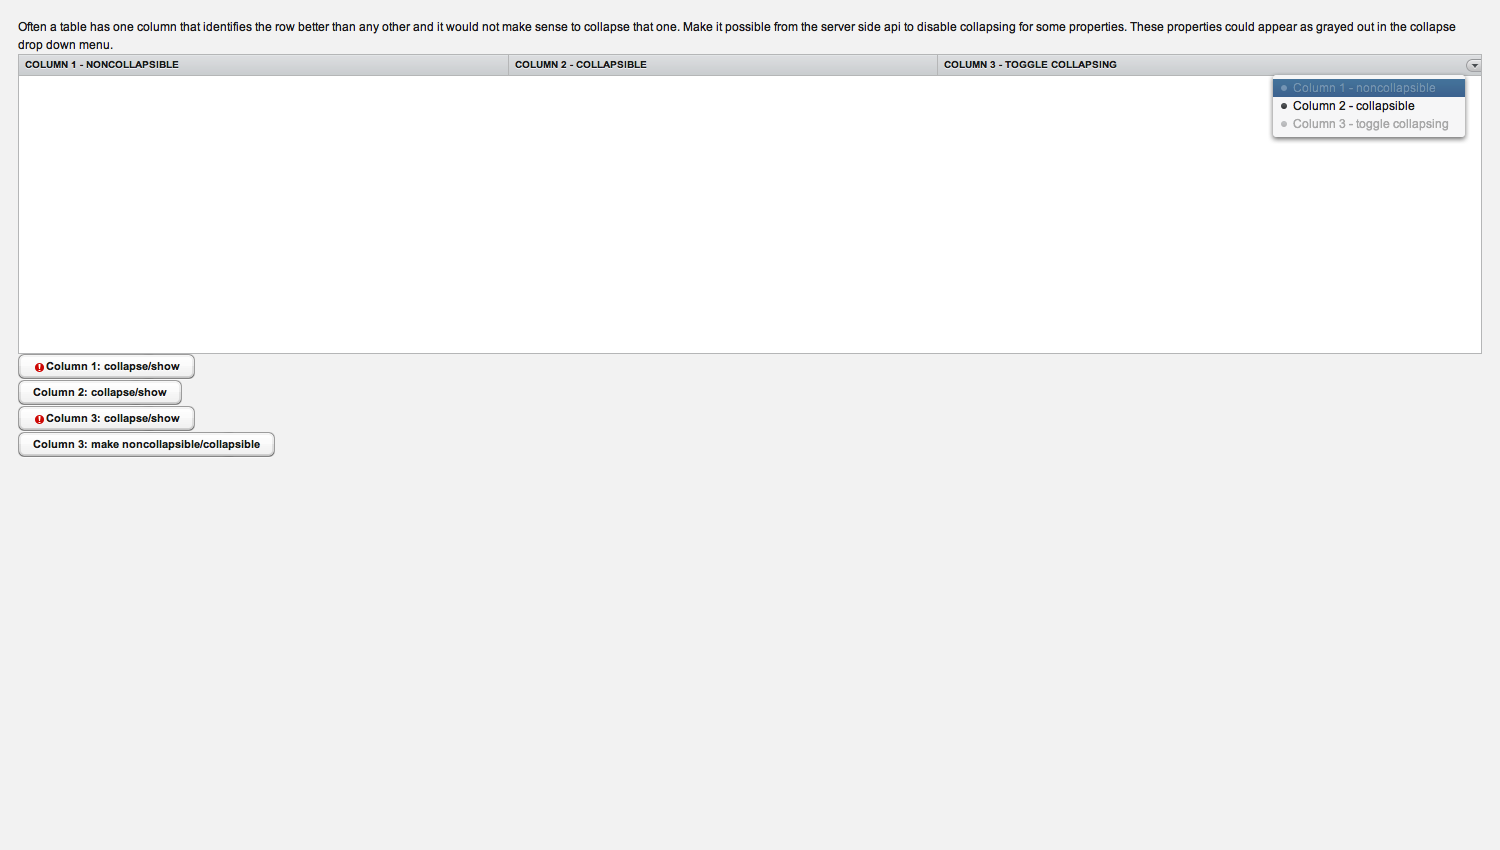 Often a table has one column that identifies the row better than any other and it would not make sense to collapse that one. Make it possible from the server side api to disable collapsing for some properties. These properties could appear as grayed out in the collapse
drop down menu.
COLUMN 1 - NONCOLLAPSIBLE COLUMN 2 - COLLAPSIBLE COLUMN 3 - TOGGLE COLLAPSING
Column 1 - noncollapsible
Column 2 - collapsible
Column 3 - toggle collapsing
Column 1: collapse/show
Column 2: collapse/show
Column 3: collapse/show
Column 3: make noncollapsible/collapsible